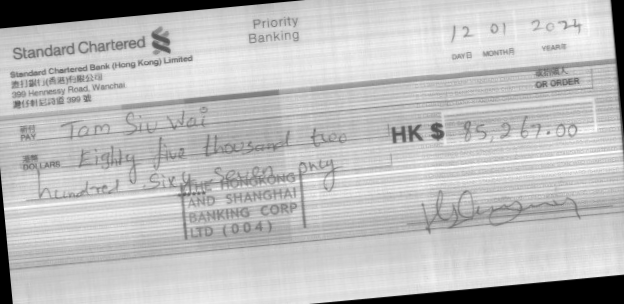 Standard Chartered
Priority
Banking
12 01 2024
DAY日 MONTH月 YEAR年
Standard Chartered Bank (Hong Kong) Limited
渣打銀行(香港)有限公司
399 Hennessy Road, Wanchai
灣仔軒尼詩道 399 號
或持票人
OR ORDER
祈付
PAY Tam Siu Wai
港幣
DOLLARS Eighty five thousand two
HK $ 85,267.00
hundred Sixy seven only
THE HONGKONG
AND SHANGHAI
BANKING CORP
LTD (004)